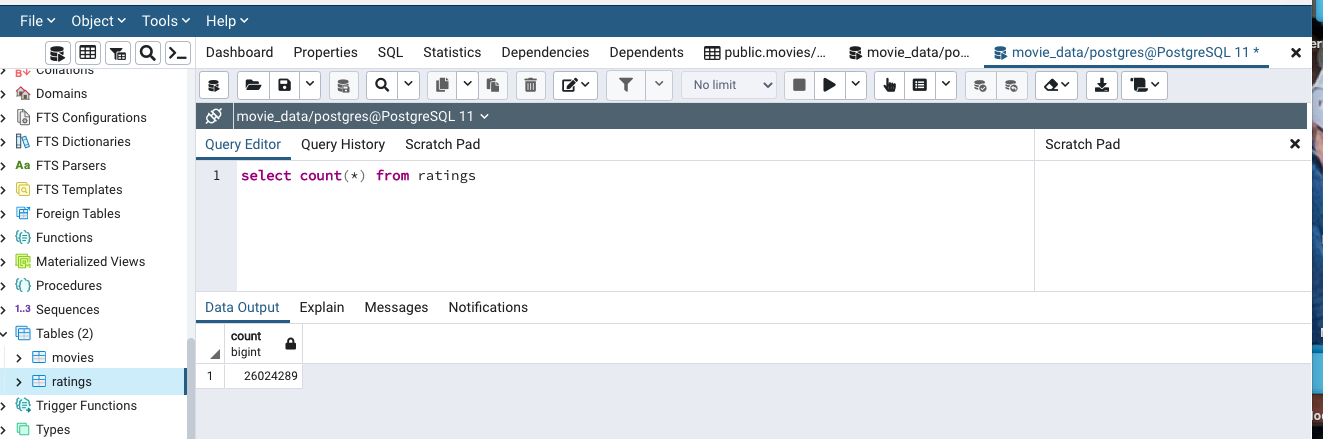 File Object Tools Help
Dashboard Properties SQL Statistics Dependencies Dependents public.movies/... movie_data/po... movie_data/postgres@PostgreSQL 11 *
Collations
Domains
FTS Configurations
FTS Dictionaries
Aa FTS Parsers
FTS Templates
Foreign Tables
Functions
Materialized Views
Procedures
1..3 Sequences
Tables (2)
movies
ratings
Trigger Functions
Types
No limit
movie_data/postgres@PostgreSQL 11
Query Editor Query History Scratch Pad
Scratch Pad
1 select count(*) from ratings
Data Output Explain Messages Notifications
count
bigint
1 26024289